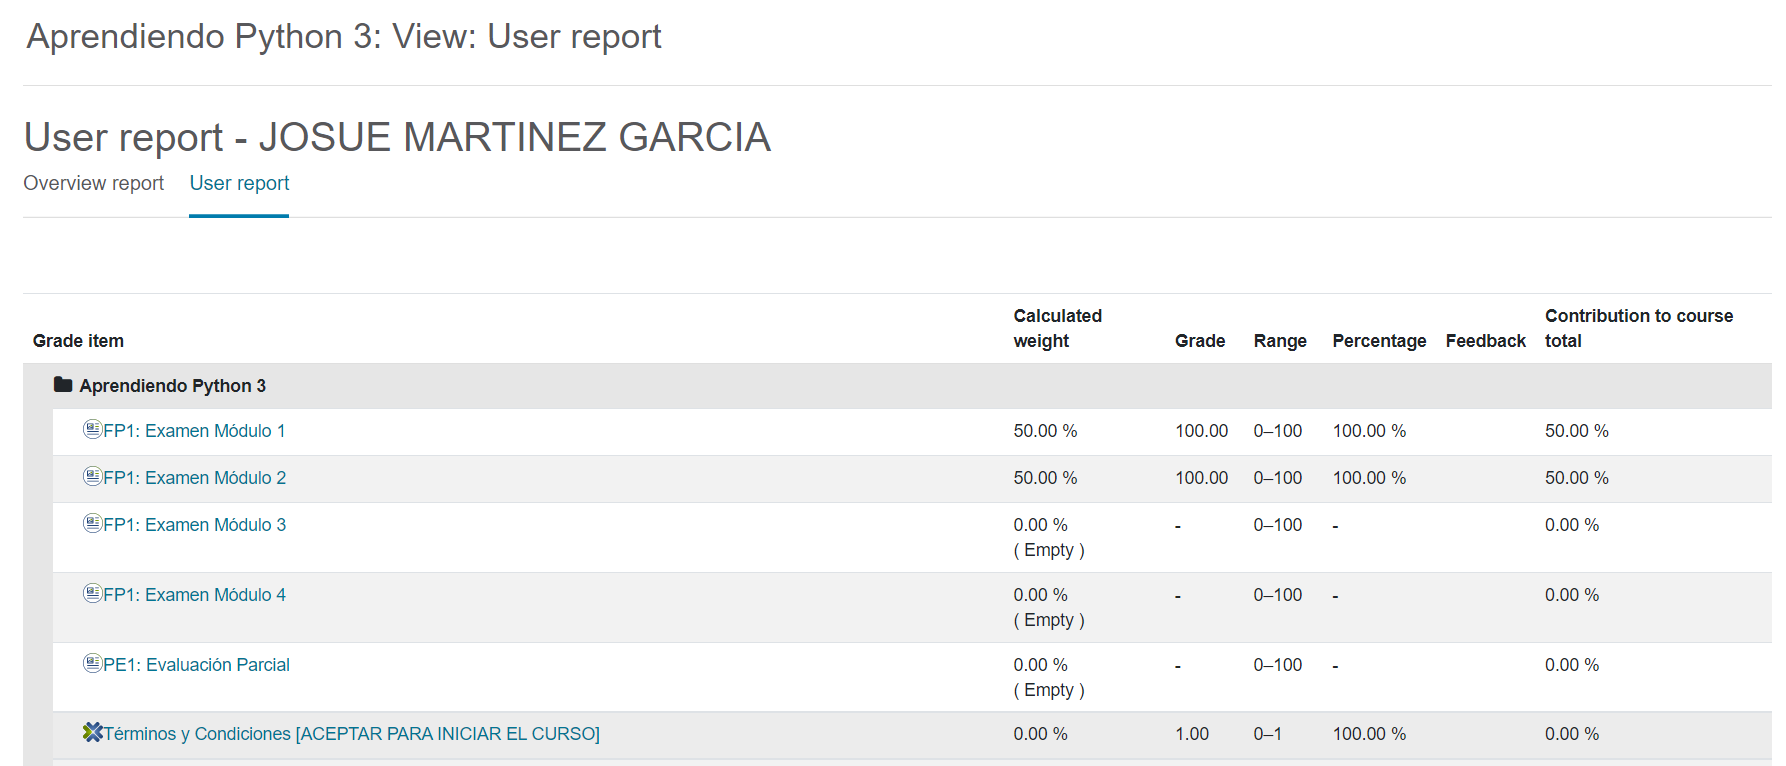 Aprendiendo Python 3: View: User report
User report - JOSUE MARTINEZ GARCIA
Overview report User report
Grade item Calculated weight Grade Range Percentage Feedback Contribution to course total
Aprendiendo Python 3
FP1: Examen Módulo 1 50.00 % 100.00 0–100 100.00 % 50.00 %
FP1: Examen Módulo 2 50.00 % 100.00 0–100 100.00 % 50.00 %
FP1: Examen Módulo 3 0.00 % ( Empty ) - 0–100 - 0.00 %
FP1: Examen Módulo 4 0.00 % ( Empty ) - 0–100 - 0.00 %
PE1: Evaluación Parcial 0.00 % ( Empty ) - 0–100 - 0.00 %
Términos y Condiciones [ACEPTAR PARA INICIAR EL CURSO] 0.00 % 1.00 0–1 100.00 % 0.00 %